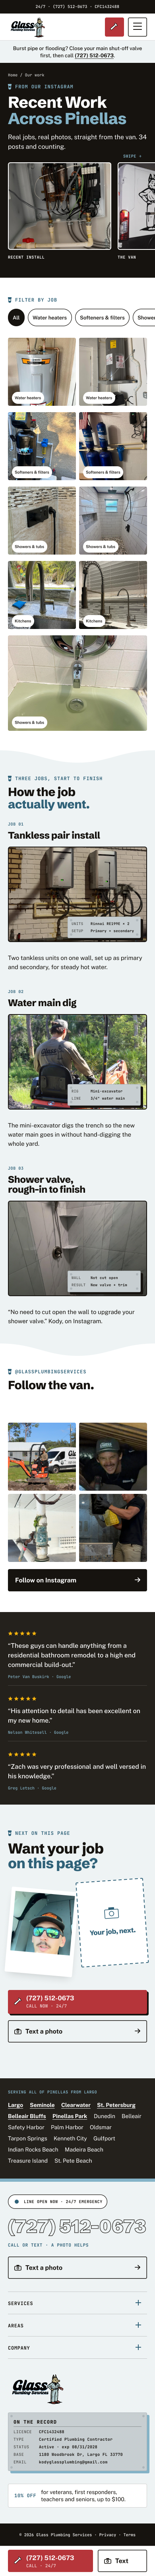 24/7 · (727) 512-0673 · CFC1432488
Glass
Burst pipe or flooding? Close your main shut-off valve
first, then call (727) 512-0673.
Home / Our work
FROM OUR INSTAGRAM
Recent Work
Across Pinellas
Real jobs, real photos, straight from the van. 34
posts and counting.
SWIPE →
RECENT INSTALL
THE VAN
FILTER BY JOB
All
Water heaters
Softeners & filters
Shower
Water heaters
Water heaters
Softeners & filters
Softeners & filters
Showers & tubs
Showers & tubs
Kitchens
Kitchens
Showers & tubs
THREE JOBS, START TO FINISH
How the job
actually went.
JOB 01
Tankless pair install
UNITS
SETUP Primary + secondary
Two tankless units on one wall, set up as primary
and secondary, for steady hot water.
JOB 02
Water main dig
DIG Mini-excavator
LINE 3/4" water main
The mini-excavator digs the trench so the new
water main goes in without hand-digging the
whole yard.
JOB 03
Shower valve,
rough-in to finish
WALL Not cut open
RESULT New valve + trim
"No need to cut open the wall to upgrade your
shower valve." Kody, on Instagram.
@GLASSPLUMBINGSERVICES
Follow the van.
Follow on Instagram
"These guys can handle anything from a
residential bathroom remodel to a high end
commercial build-out."
Peter Van Buskirk · Google
"His attention to detail has been excellent on
my new home."
Nelson Whitesell · Google
"Zach was very professional and well versed in
his knowledge."
Greg Letsch · Google
NEXT ON THIS PAGE
Want your job
on this page?
Your job, next.
(727) 512-0673
CALL NOW · 24/7
Text a photo
SERVING ALL OF PINELLAS FROM LARGO
Largo Seminole Clearwater St. Petersburg
Belleair Bluffs Pinellas Park Dunedin Belleair
Safety Harbor Palm Harbor Oldsmar
Tarpon Springs Kenneth City Gulfport
Indian Rocks Beach Madeira Beach
Treasure Island St. Pete Beach
LINE OPEN NOW · 24/7 EMERGENCY
(727) 512-0673
CALL OR TEXT · A PHOTO HELPS
Text a photo
SERVICES
AREAS
COMPANY
Glass
ON THE RECORD
LICENCE CFC1432488
TYPE Certified Plumbing Contractor
STATUS Active · exp 08/31/2028
BASE 1189 Woodbrook Dr, Largo FL 33770
EMAIL kodyglassplumbing@gmail.com
10% OFF
for veterans, first responders,
teachers and seniors, up to $100.
© 2026 Glass Plumbing Services · Privacy · Terms
(727) 512-0673
CALL · 24/7
Text